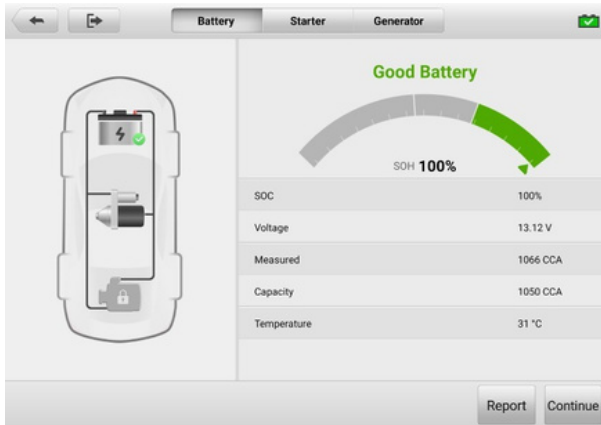 Battery Starter Generator
Good Battery
SOH 100%
SOC 100%
Voltage 13.12 V
Measured 1066 CCA
Capacity 1050 CCA
Temperature 31 °C
Report Continue